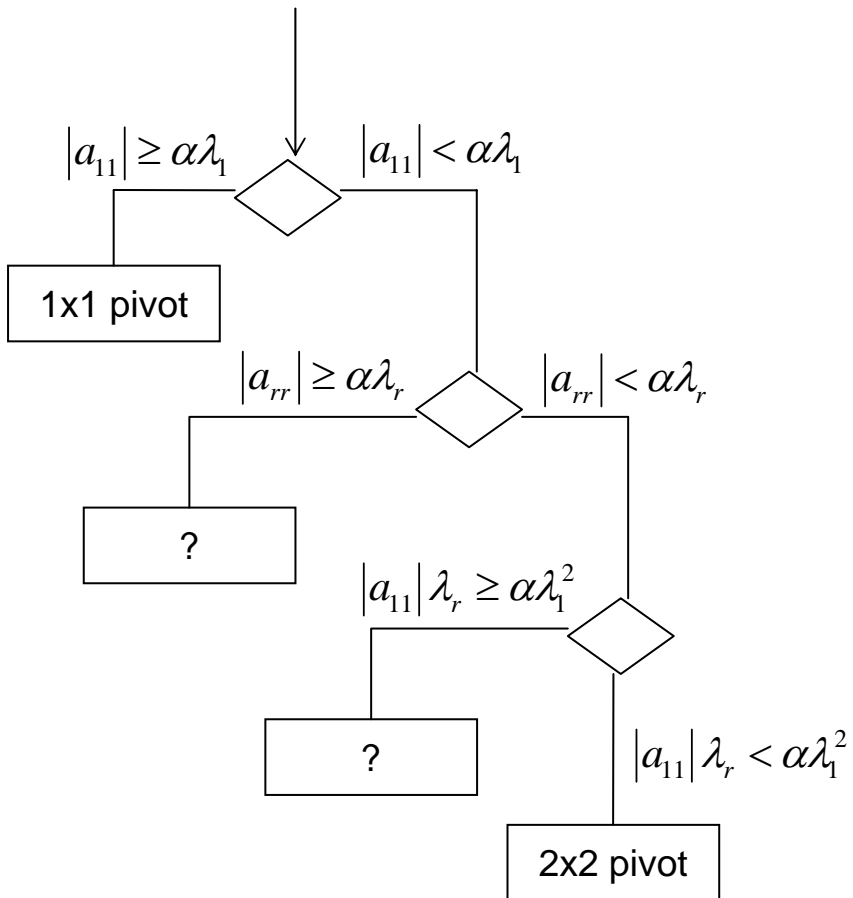 |a₁₁| ≥ αλ₁
|a₁₁| < αλ₁
1x1 pivot
|aᵣᵣ| ≥ αλᵣ
|aᵣᵣ| < αλᵣ
?
|a₁₁| λᵣ ≥ αλ₁²
?
|a₁₁| λᵣ < αλ₁²
2x2 pivot